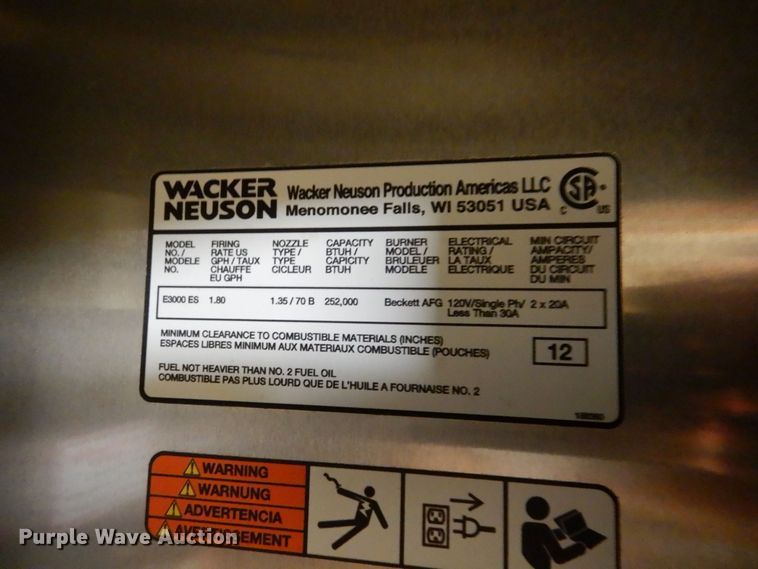 WACKER NEUSON
Wacker Neuson Production Americas LLC
Menomonee Falls, WI 53051 USA
C SA ® US
MODEL NO. / MODELE NO.
FIRING RATE US GPH / TAUX CHAUFFE EU GPH
NOZZLE TYPE / TYPE CICLEUR
CAPACITY BTUH / CAPICITY BTUH
BURNER MODEL / BRULEUER MODELE
ELECTRICAL RATING / LA TAUX ELECTRIQUE
MIN CIRCUIT AMPACITY/ AMPERES DU CIRCUIT DU MIN
E3000 ES 1.80 1.35 / 70 B 252,000 Beckett AFG 120V/Single Ph/ Less Than 30A 2 x 20A
MINIMUM CLEARANCE TO COMBUSTIBLE MATERIALS (INCHES)
ESPACES LIBRES MINIMUM AUX MATERIAUX COMBUSTIBLE (POUCHES)
12
FUEL NOT HEAVIER THAN NO. 2 FUEL OIL
COMBUSTIBLE PAS PLUS LOURD QUE DE L'HUILE A FOURNAISE NO. 2
WARNING
WARNUNG
ADVERTENCIA
AVERTISSEMENT
Purple Wave Auction